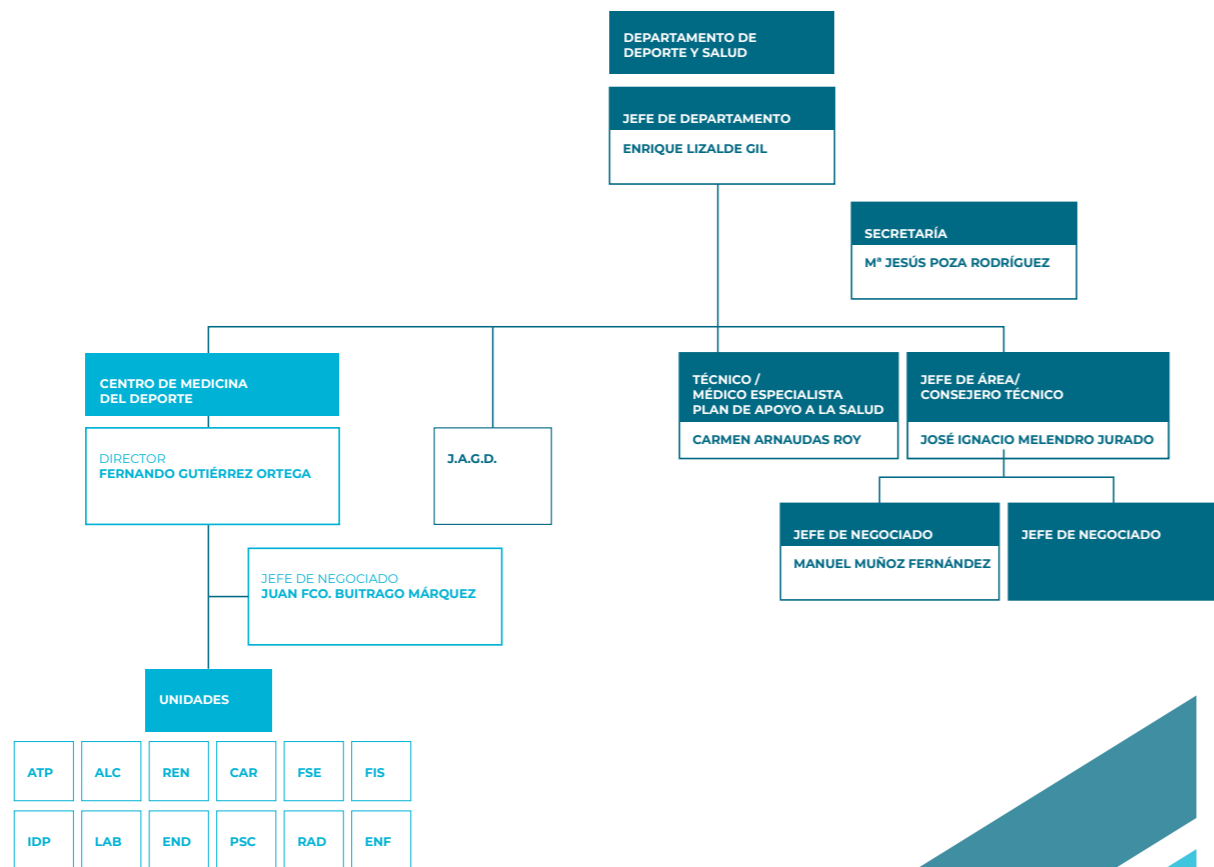 DEPARTAMENTO DE
DEPORTE Y SALUD
JEFE DE DEPARTAMENTO
ENRIQUE LIZALDE GIL
SECRETARÍA
Mª JESÚS POZA RODRÍGUEZ
CENTRO DE MEDICINA
DEL DEPORTE
DIRECTOR
FERNANDO GUTIÉRREZ ORTEGA
J.A.G.D.
TÉCNICO /
MÉDICO ESPECIALISTA
PLAN DE APOYO A LA SALUD
CARMEN ARNAUDAS ROY
JEFE DE ÁREA/
CONSEJERO TÉCNICO
JOSÉ IGNACIO MELENDRO JURADO
JEFE DE NEGOCIADO
MANUEL MUÑOZ FERNÁNDEZ
JEFE DE NEGOCIADO
JEFE DE NEGOCIADO
JUAN FCO. BUITRAGO MÁRQUEZ
UNIDADES
ATP
ALC
REN
CAR
FSE
FIS
IDP
LAB
END
PSC
RAD
ENF